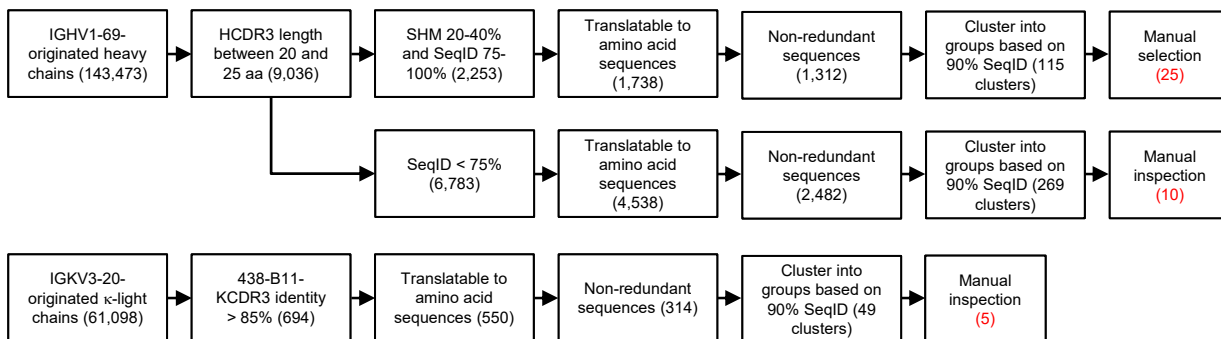 IGHV1-69-
originated heavy
chains (143,473)
HCDR3 length
between 20 and
25 aa (9,036)
SHM 20-40%
and SeqID 75-
100% (2,253)
Translatable to
amino acid
sequences
(1,738)
Non-redundant
sequences
(1,312)
Cluster into
groups based on
90% SeqID (115
clusters)
Manual
selection
(25)
SeqID < 75%
(6,783)
Translatable to
amino acid
sequences
(4,538)
Non-redundant
sequences
(2,482)
Cluster into
groups based on
90% SeqID (269
clusters)
Manual
inspection
(10)
IGKV3-20-
originated κ-light
chains (61,098)
438-B11-
KCDR3 identity
> 85% (694)
Translatable to
amino acid
sequences (550)
Non-redundant
sequences (314)
Cluster into
groups based on
90% SeqID (49
clusters)
Manual
inspection
(5)